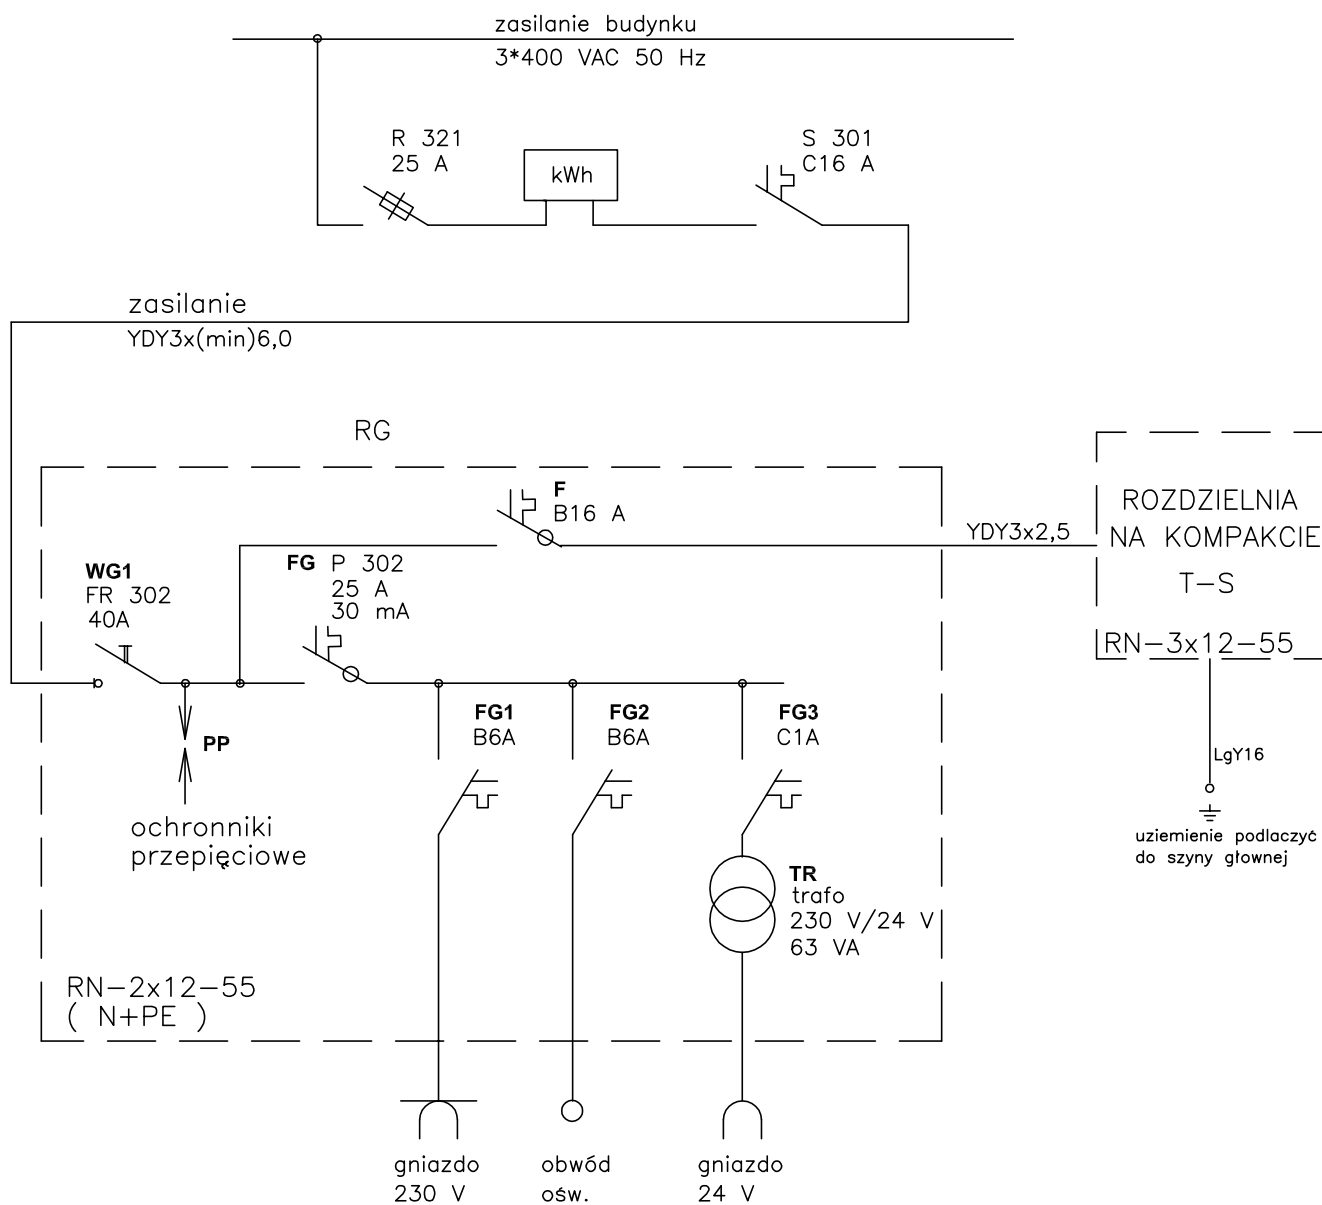 zasilanie budynku
3*400 VAC 50 Hz
R 321
25 A
kWh
S 301
C16 A
zasilanie
YDY3x(min)6,0
RG
F
B16 A
YDY3x2,5
ROZDZIELNIA
NA KOMPAKCIE
T-S
RN-3x12-55
WG1
FR 302
40A
FG P 302
25 A
30 mA
PP
ochronniki
przepięciowe
FG1
B6A
FG2
B6A
FG3
C1A
LgY16
uziemienie podlaczyć
do szyny głownej
TR
trafo
230 V/24 V
63 VA
RN-2x12-55
( N+PE )
gniazdo
230 V
obwód
ośw.
gniazdo
24 V